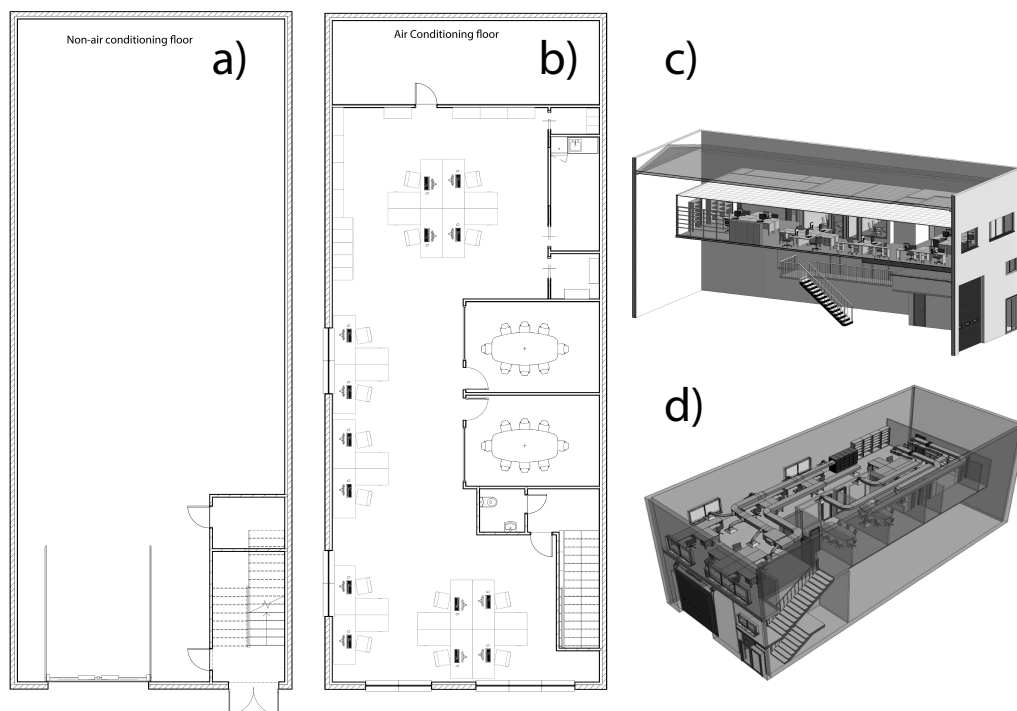 Non-air conditioning floor
a)
Air Conditioning floor
b)
c)
d)